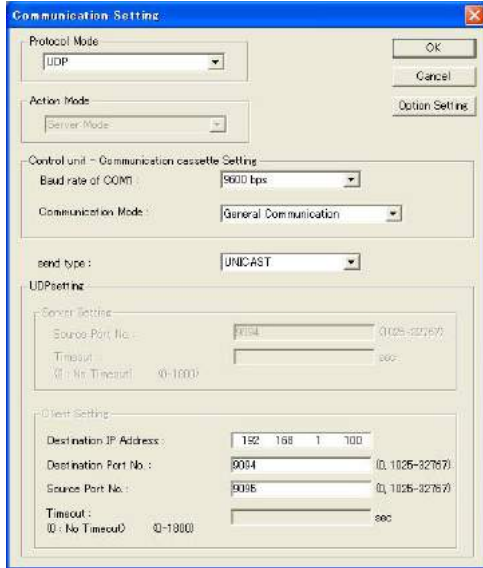 Communication Setting
Protocol Mode
UDP
OK
Cancel
Option Setting
Action Mode
Server Mode
Control unit - Communication cassette Setting
Baud rate of COM1 :
9600 bps
Communication Mode :
General Communication
send type :
UNICAST
UDPsetting
Server Setting
Source Port No. :
9094
(1025-32767)
Timeout :
sec
(0 : No Timeout)
(0-1800)
Client Setting
Destination IP Address :
192 168 1 100
Destination Port No. :
9094
(0, 1025-32767)
Source Port No. :
9095
(0, 1025-32767)
Timeout :
sec
(0 : No Timeout)
(0-1800)